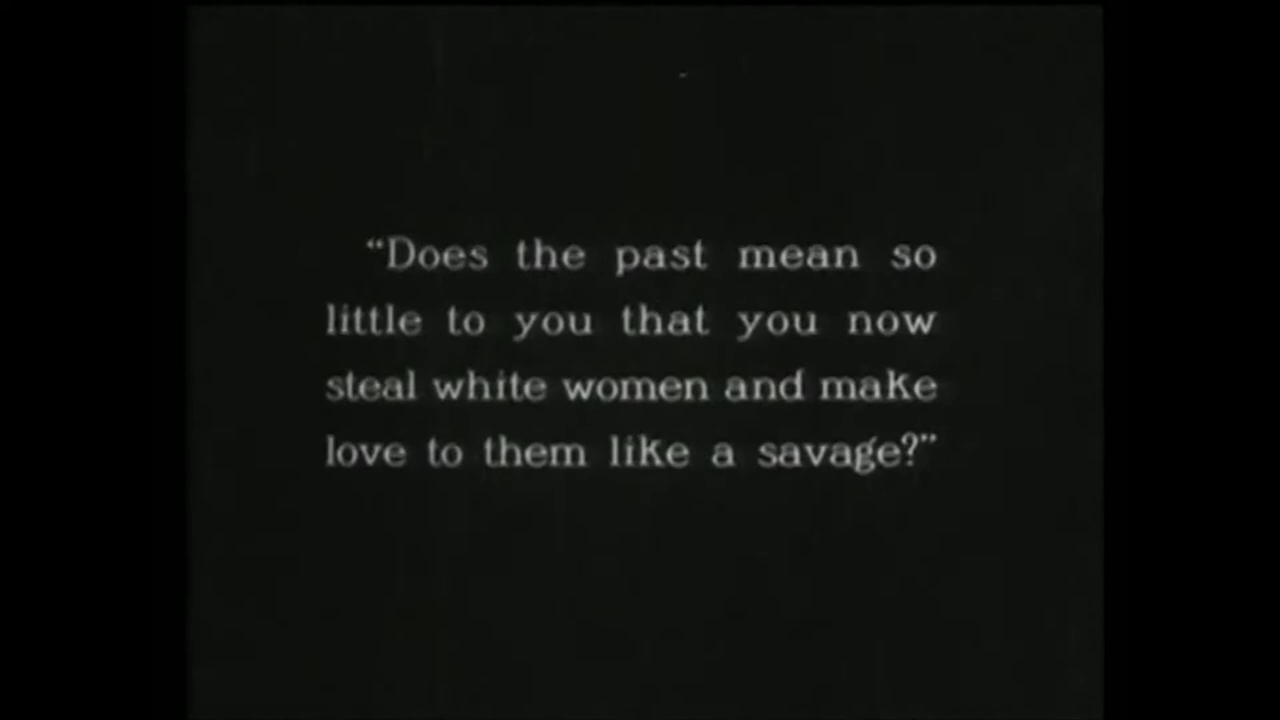 “Does the past mean so
little to you that you now
steal white women and make
love to them like a savage?”